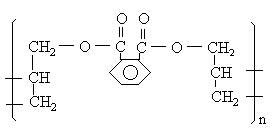 O O
CH2 – O – C C – O – CH2
CH CH
CH2 CH2
n